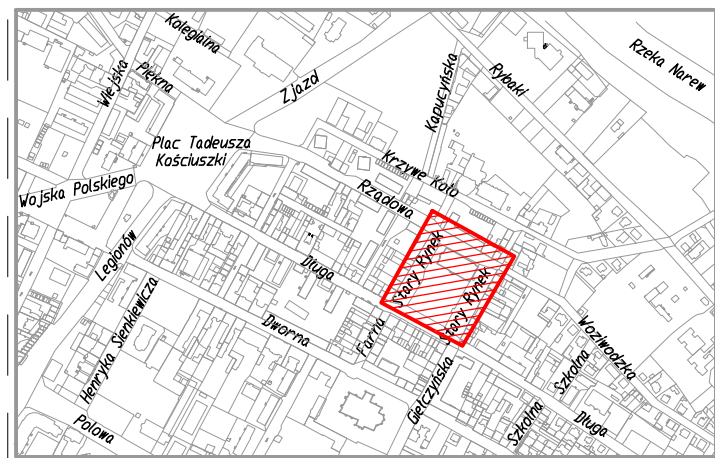 Kolegialna
Wiejska
Piękna
Zjazd
Kapucyńska
Rybaki
Rzeka Narew
Plac Tadeusza
Kościuszki
Krzywe Koło
Rządowa
Wojska Polskiego
Legionów
Henryka Sienkiewicza
Długa
Dworna
Stary Rynek
Stary Rynek
Farna
Giełczyńska
Woziwodzka
Szkolna
Szkolna
Długa
Polowa